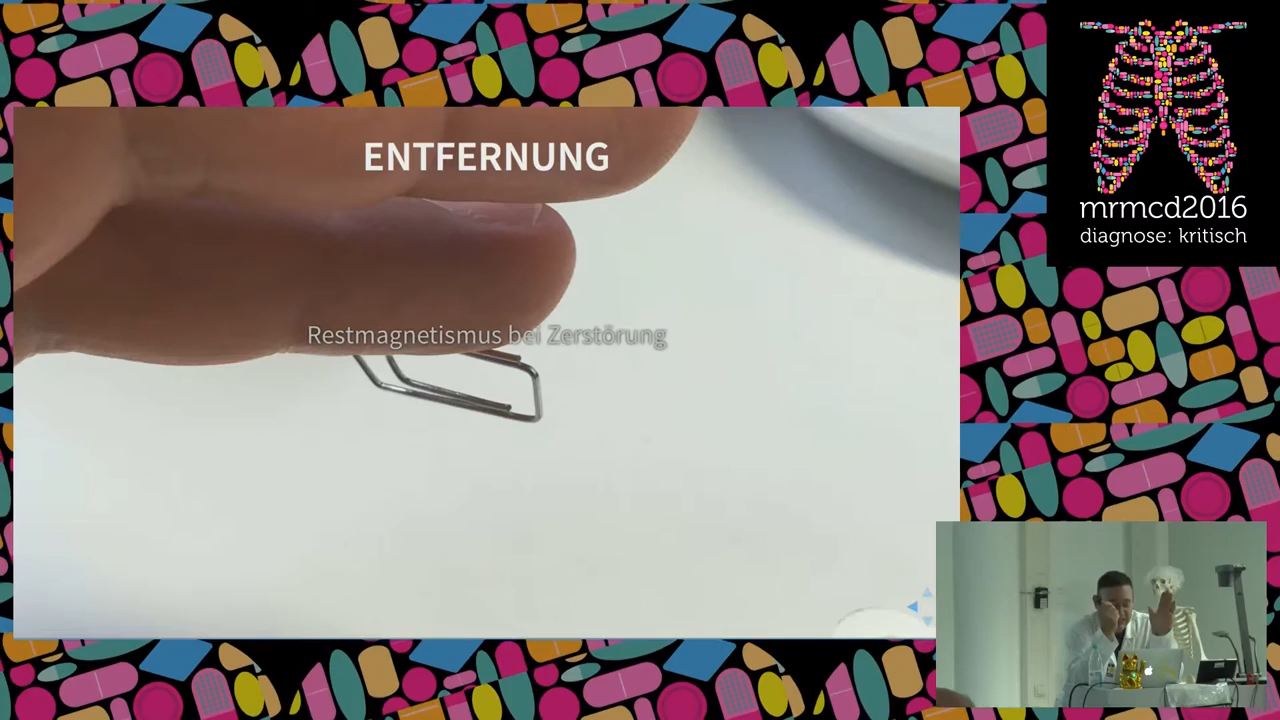 ENTFERNUNG
Restmagnetismus bei Zerstörung
mrmcd2016
diagnose: kritisch